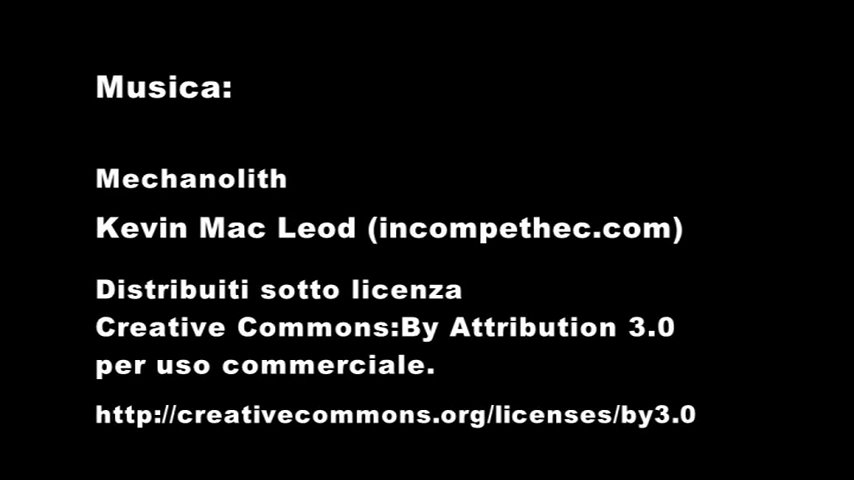 Musica:
Mechanolith
Kevin Mac Leod (incompethec.com)
Distribuiti sotto licenza
Creative Commons:By Attribution 3.0
per uso commerciale.
http://creativecommons.org/licenses/by3.0